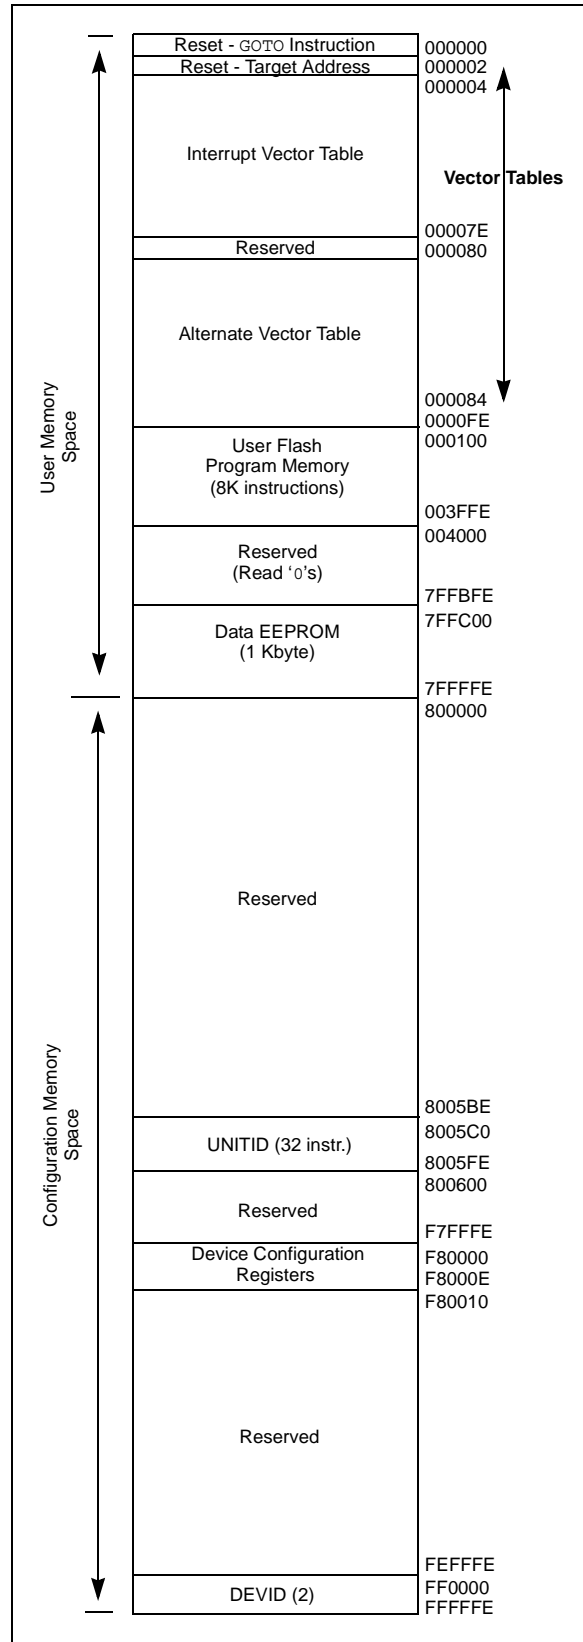 Reset - GOTO Instruction 000000
Reset - Target Address 000002
000004
Interrupt Vector Table
Vector Tables
00007E
Reserved 000080
Alternate Vector Table
000084
0000FE
User Flash 000100
Program Memory
(8K instructions)
003FFE
004000
Reserved
(Read ‘0’s)
7FFBFE
7FFC00
Data EEPROM
(1 Kbyte)
7FFFFE
800000
User Memory
Space
Reserved
8005BE
8005C0
UNITID (32 instr.)
8005FE
800600
Reserved
F7FFFE
Device Configuration F80000
Registers F8000E
F80010
Reserved
Configuration Memory
Space
FEFFFE
DEVID (2) FF0000
FFFFFE